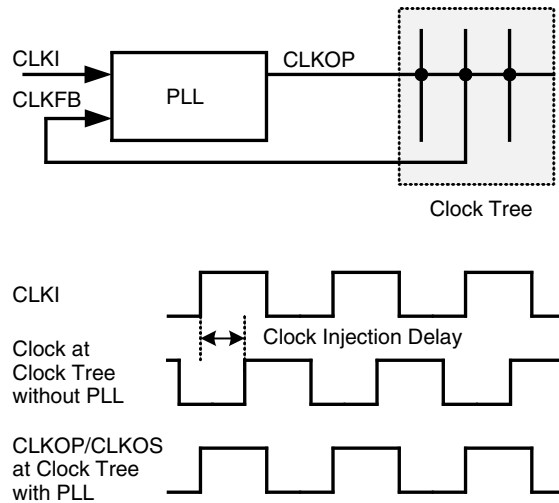 CLKI
CLKOP
CLKFB
PLL
Clock Tree
CLKI
Clock Injection Delay
Clock at
Clock Tree
without PLL
CLKOP/CLKOS
at Clock Tree
with PLL